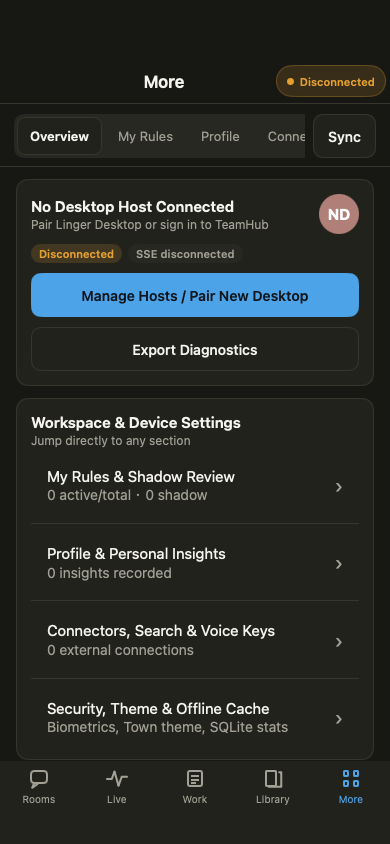 More
Disconnected
Overview
My Rules
Profile
Conne
Sync
No Desktop Host Connected
Pair Linger Desktop or sign in to TeamHub
ND
Disconnected
SSE disconnected
Manage Hosts / Pair New Desktop
Export Diagnostics
Workspace & Device Settings
Jump directly to any section
My Rules & Shadow Review
0 active/total · 0 shadow
Profile & Personal Insights
0 insights recorded
Connectors, Search & Voice Keys
0 external connections
Security, Theme & Offline Cache
Biometrics, Town theme, SQLite stats
Rooms
Live
Work
Library
More